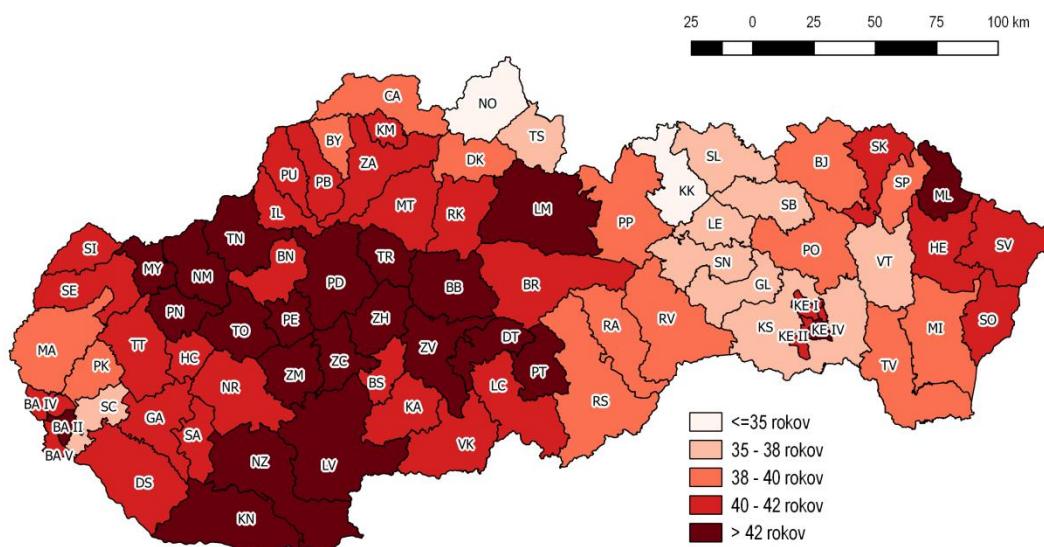 25 0 25 50 75 100 km
CA
NO
KM
BY
TS
DK
ZA
PU
PB
IL
MT
RK
LM
PP
KK
SL
SB
LE
BJ
SK
SP
ML
HE
SV
SO
VT
PO
SN
GL
KS
KE I
KE II
KE IV
MI
TV
SI
SE
MY
NM
TN
BN
PD
TR
BB
BR
PN
TO
PE
ZH
ZV
DT
PT
RA
RV
RS
MA
PK
TT
HC
NR
ZM
ZC
BS
KA
LC
VK
BA IV
BA II
BA V
SC
GA
SA
DS
NZ
LV
KN
<=35 rokov
35 - 38 rokov
38 - 40 rokov
40 - 42 rokov
> 42 rokov